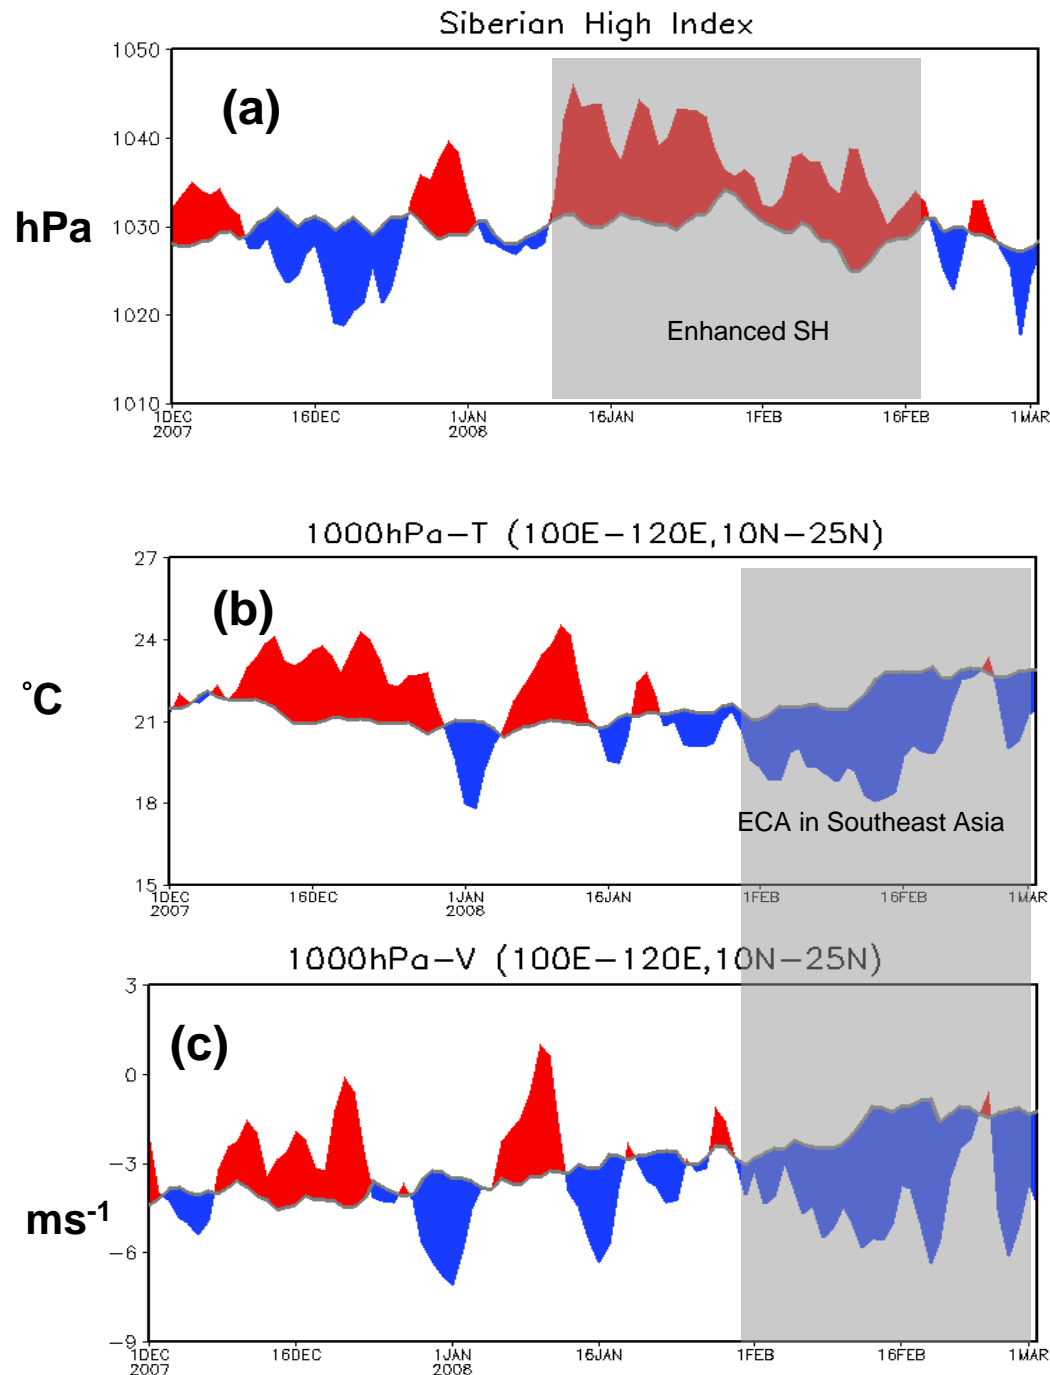 Siberian High Index
1050
(a)
1040
hPa
1030
1020
Enhanced SH
1010
1DEC 16DEC 1JAN 16JAN 1FEB 16FEB 1MAR
2007 2008
1000hPa-T (100E-120E,10N-25N)
27
(b)
24
°C
21
18
ECA in Southeast Asia
15
1DEC 16DEC 1JAN 16JAN 1FEB 16FEB 1MAR
2007 2008
1000hPa-V (100E-120E,10N-25N)
3
(c)
0
-3
ms-1
-6
-9
1DEC 16DEC 1JAN 16JAN 1FEB 16FEB 1MAR
2007 2008